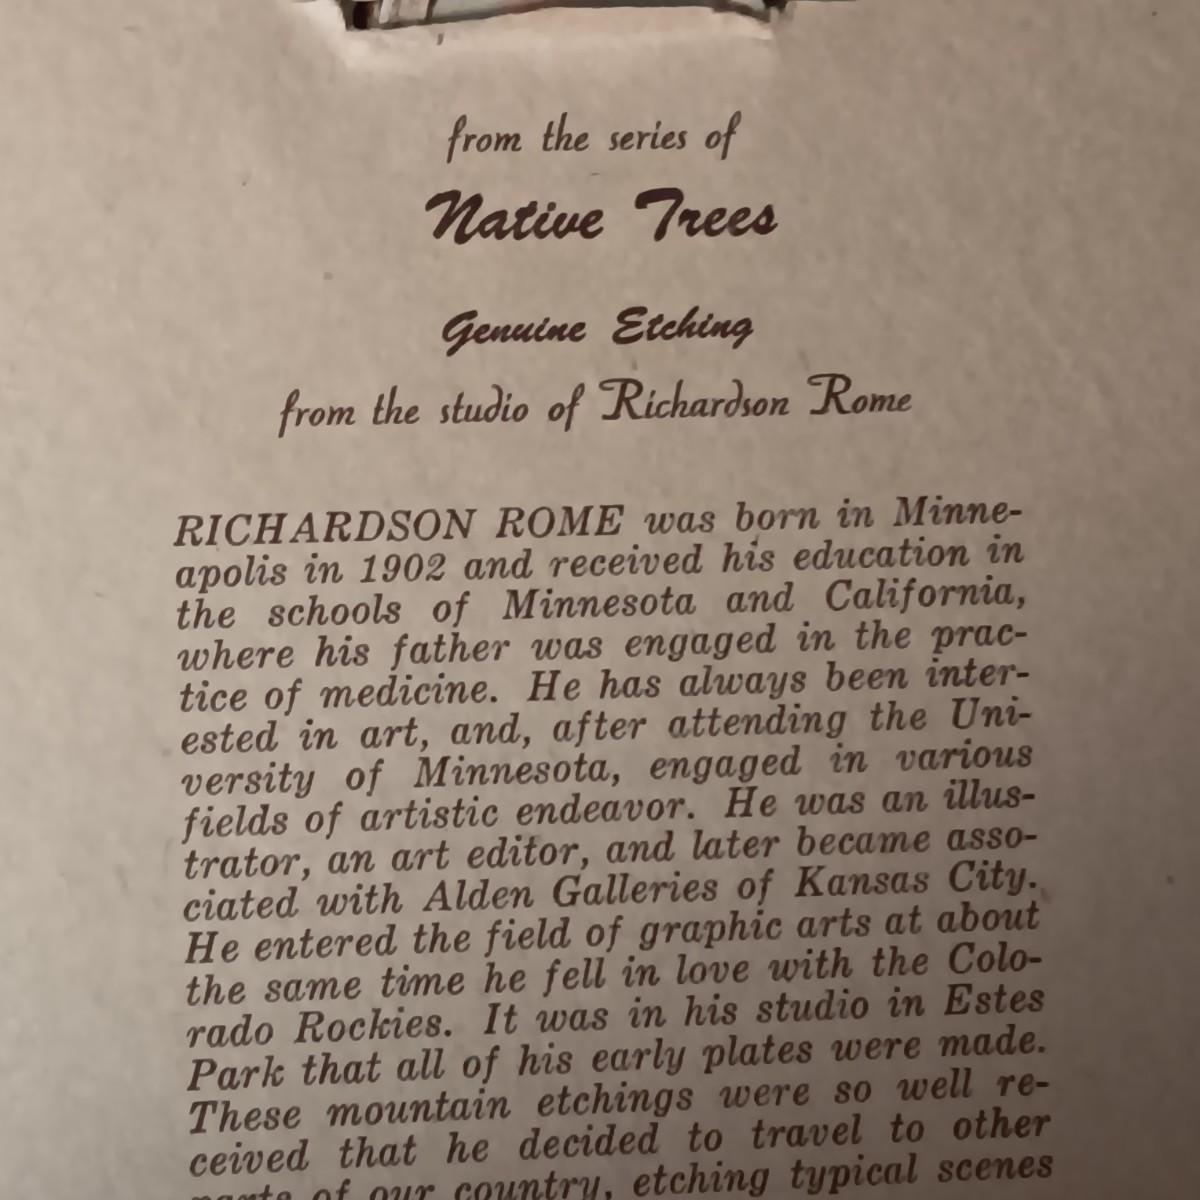 from the series of
Native Trees
Genuine Etching
from the studio of Richardson Rome
RICHARDSON ROME was born in Minne-
apolis in 1902 and received his education in
the schools of Minnesota and California,
where his father was engaged in the prac-
tice of medicine. He has always been inter-
ested in art, and, after attending the Uni-
versity of Minnesota, engaged in various
fields of artistic endeavor. He was an illus-
trator, an art editor, and later became asso-
ciated with Alden Galleries of Kansas City.
He entered the field of graphic arts at about
the same time he fell in love with the Colo-
rado Rockies. It was in his studio in Estes
Park that all of his early plates were made.
These mountain etchings were so well re-
ceived that he decided to travel to other
parts of our country, etching typical scenes